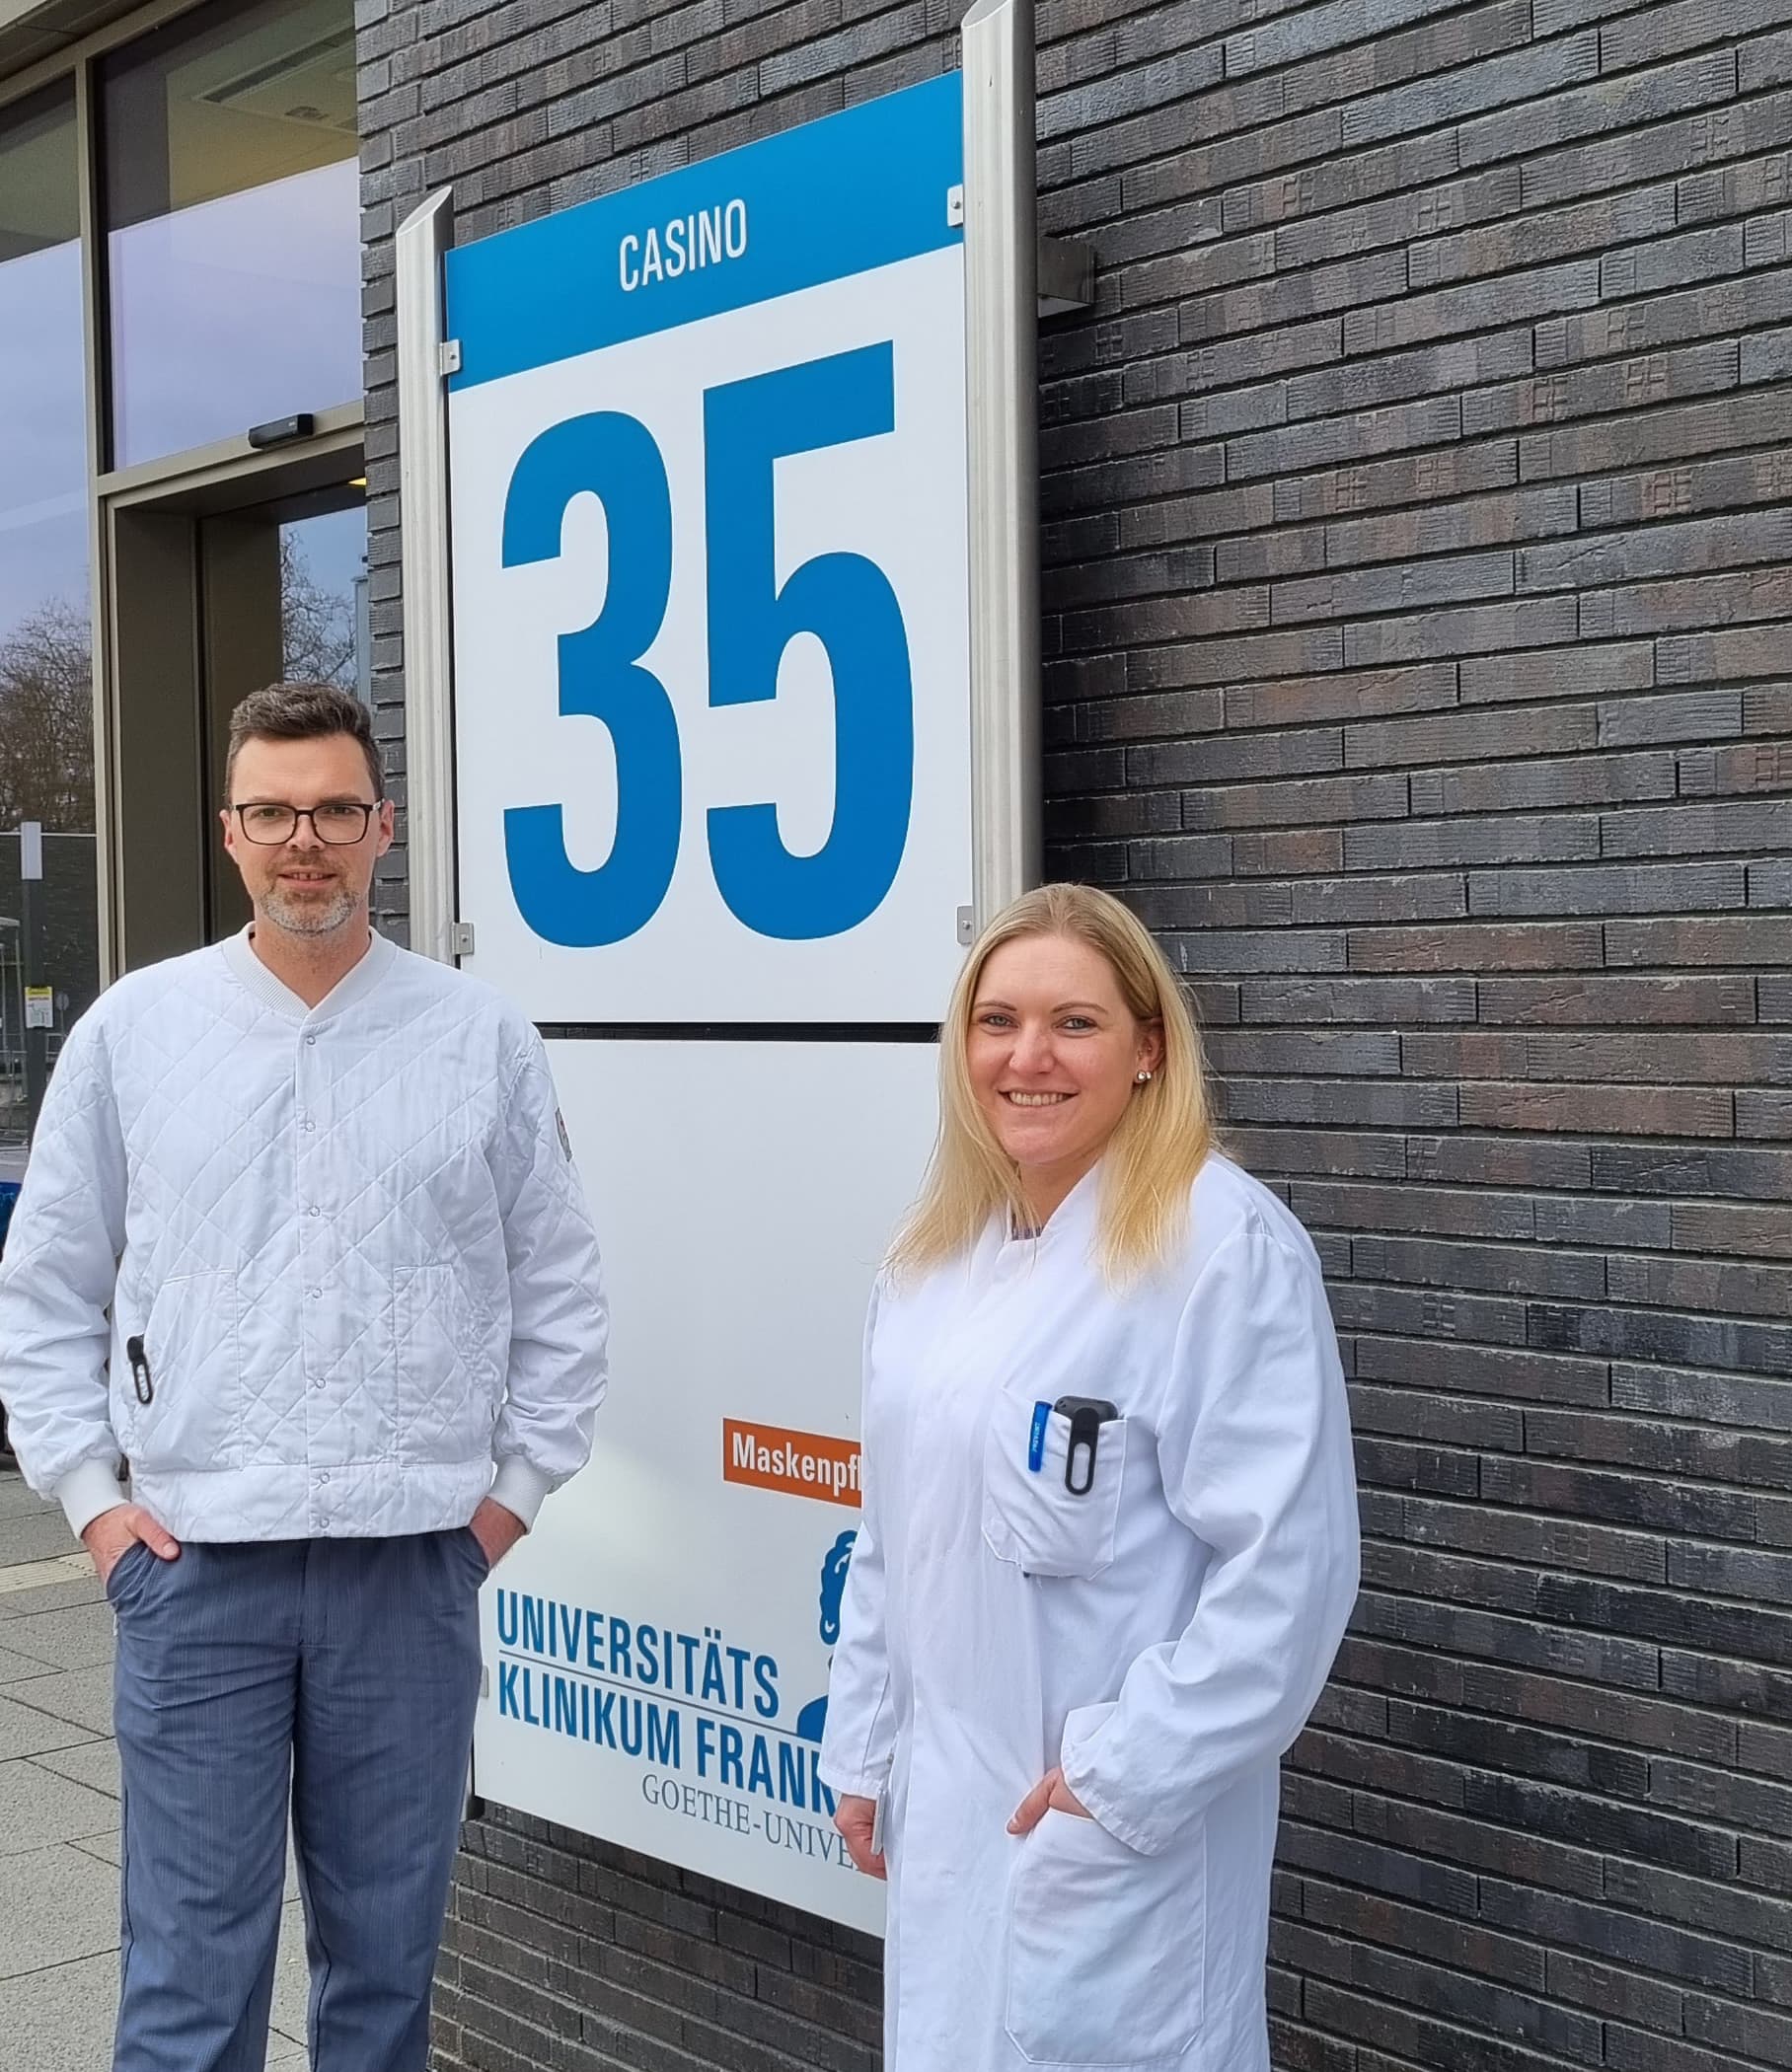 CASINO
35
Maskenpfl
UNIVERSITÄTS
KLINIKUM FRANK
GOETHE-UNIVE